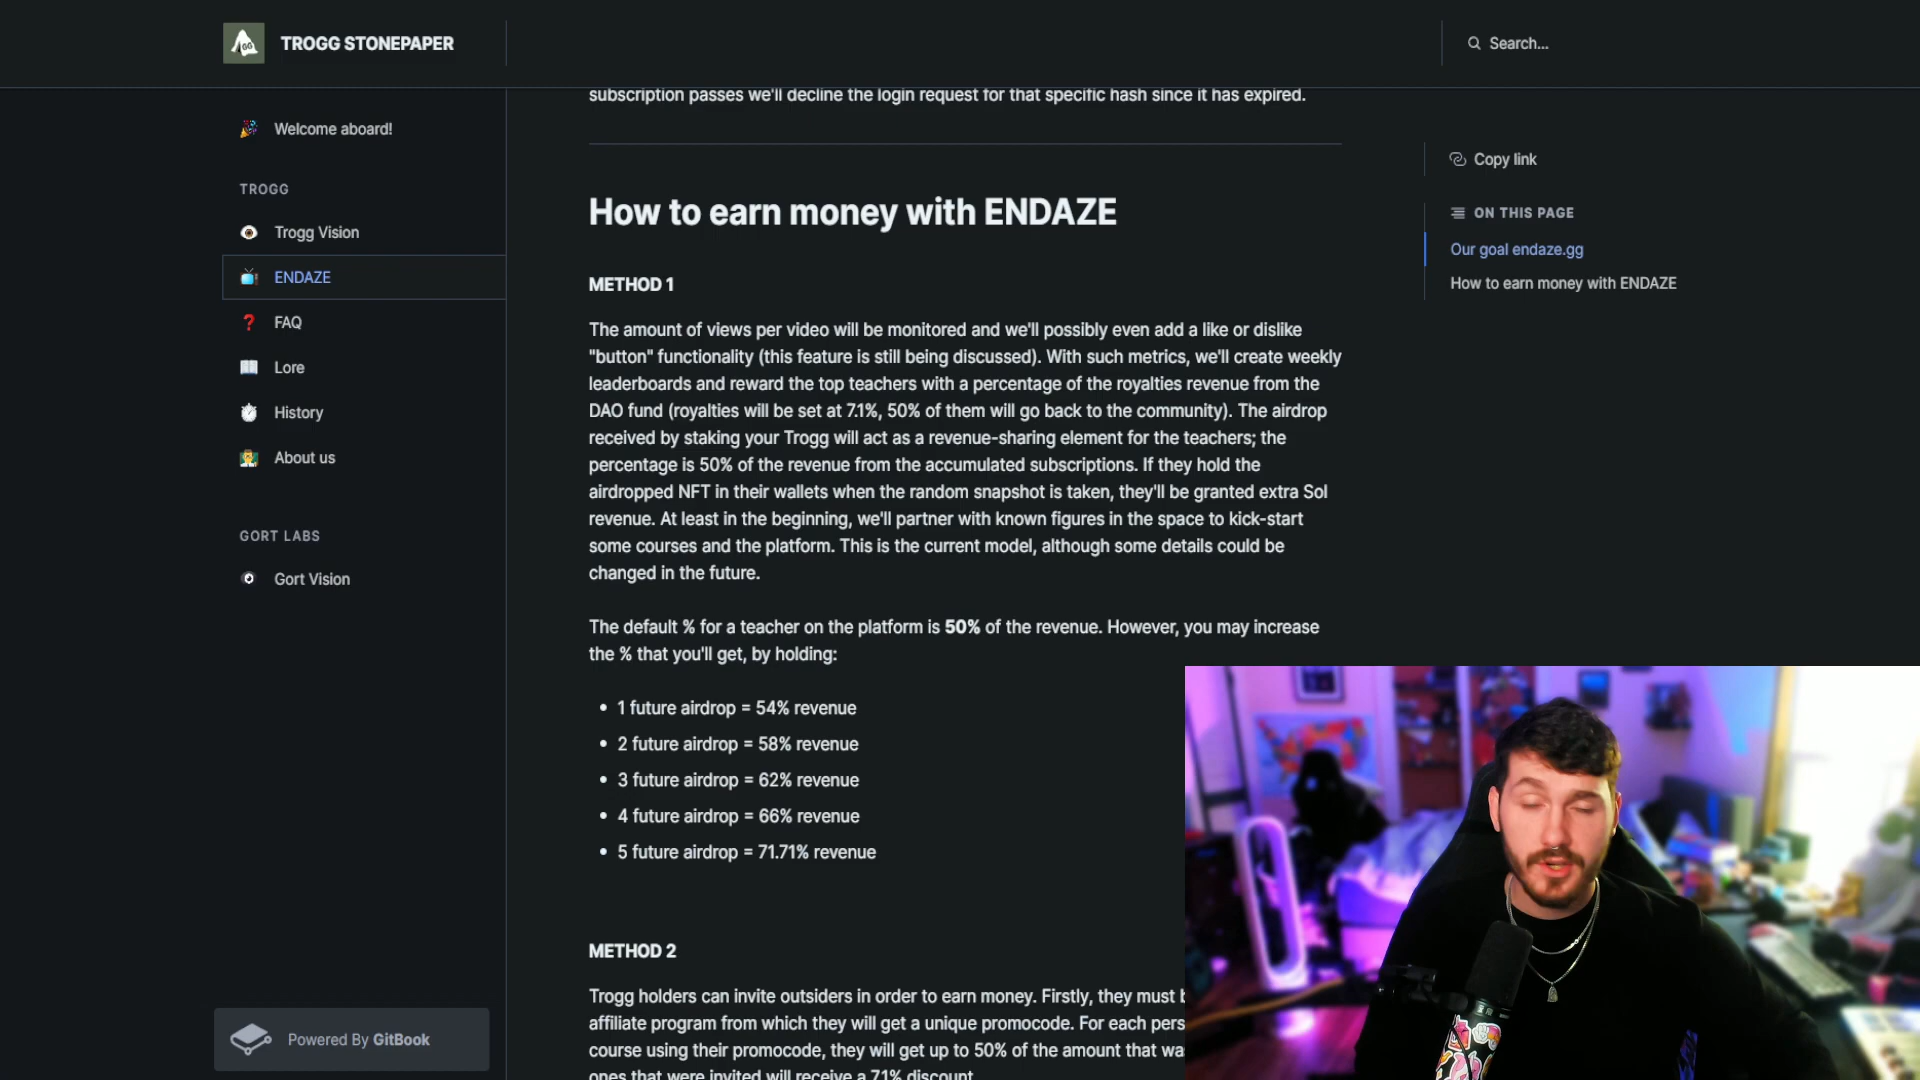 TROGG STONEPAPER
Search...
Welcome aboard!
TROGG
Trogg Vision
ENDAZE
FAQ
Lore
History
About us
GORT LABS
Gort Vision
Powered By GitBook
subscription passes we'll decline the login request for that specific hash since it has expired.
How to earn money with ENDAZE
METHOD 1
The amount of views per video will be monitored and we'll possibly even add a like or dislike
"button" functionality (this feature is still being discussed). With such metrics, we'll create weekly
leaderboards and reward the top teachers with a percentage of the royalties revenue from the
DAO fund (royalties will be set at 7.1%, 50% of them will go back to the community). The airdrop
received by staking your Trogg will act as a revenue-sharing element for the teachers; the
percentage is 50% of the revenue from the accumulated subscriptions. If they hold the
airdropped NFT in their wallets when the random snapshot is taken, they'll be granted extra Sol
revenue. At least in the beginning, we'll partner with known figures in the space to kick-start
some courses and the platform. This is the current model, although some details could be
changed in the future.
The default % for a teacher on the platform is 50% of the revenue. However, you may increase
the % that you'll get, by holding:
• 1 future airdrop = 54% revenue
• 2 future airdrop = 58% revenue
• 3 future airdrop = 62% revenue
• 4 future airdrop = 66% revenue
• 5 future airdrop = 71.71% revenue
METHOD 2
Trogg holders can invite outsiders in order to earn money. Firstly, they must
affiliate program from which they will get a unique promocode. For each pers
course using their promocode, they will get up to 50% of the amount that wa
ones that were invited will receive a 71% discount.
Copy link
ON THIS PAGE
Our goal endaze.gg
How to earn money with ENDAZE